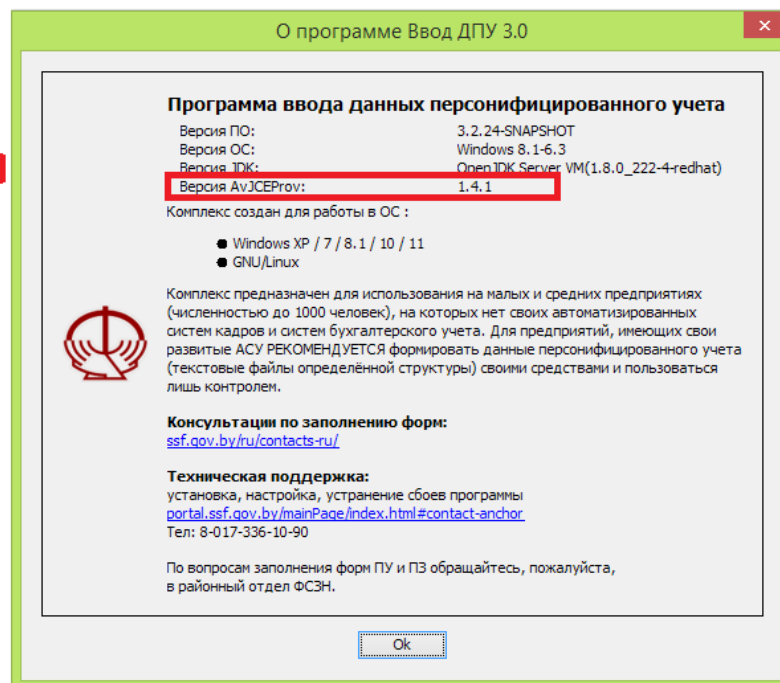 О программе Ввод ДПУ 3.0
Программа ввода данных персонифицированного учета
Версия ПО: 3.2.24-SNAPSHOT
Версия ОС: Windows 8.1-6.3
Версия JDK: OpenJDK Server VM(1.8.0_222-4-redhat)
Версия AvJCEProv: 1.4.1
Комплекс создан для работы в ОС :
Windows XP / 7 / 8.1 / 10 / 11
GNU/Linux
Комплекс предназначен для использования на малых и средних предприятиях
(численностью до 1000 человек), на которых нет своих автоматизированных
систем кадров и систем бухгалтерского учета. Для предприятий, имеющих свои
развитые АСУ РЕКОМЕНДУЕТСЯ формировать данные персонифицированного учета
(текстовые файлы определённой структуры) своими средствами и пользоваться
лишь контролем.
Консультации по заполнению форм:
ssf.gov.by/ru/contacts-ru/
Техническая поддержка:
установка, настройка, устранение сбоев программы
portal.ssf.gov.by/mainPage/index.html#contact-anchor
Тел: 8-017-336-10-90
По вопросам заполнения форм ПУ и ПЗ обращайтесь, пожалуйста,
в районный отдел ФСЗН.
Ok